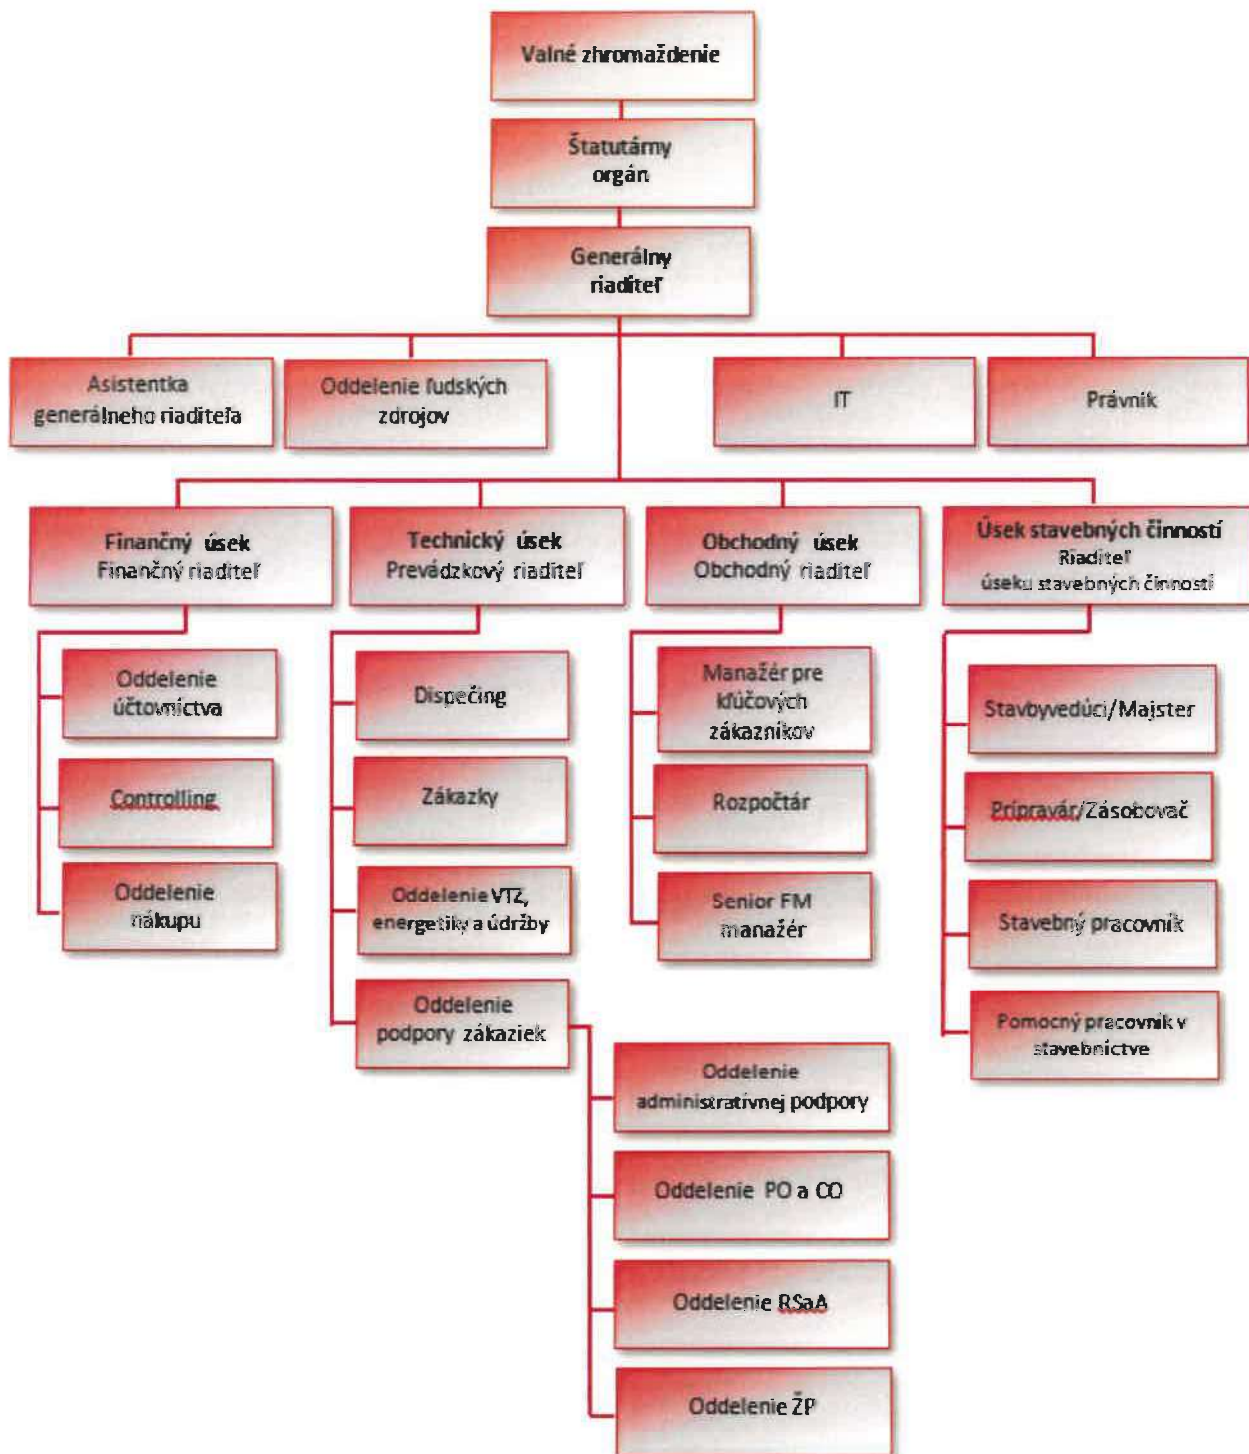 Valné zhromaždenie
Štatutárny
orgán
Generálny
riaditeľ
Asistentka
generálneho riaditeľa
Oddelenie ľudských
zdrojov
IT
Právnik
Finančný úsek
Finančný riaditeľ
Technický úsek
Prevádzkový riaditeľ
Obchodný úsek
Obchodný riaditeľ
Úsek stavebných činností
Riaditeľ
úseku stavebných činností
Oddelenie
účtovníctva
Controlling
Oddelenie
nákupu
Dispečing
Zákazky
Oddelenie VTZ,
energetiky a údržby
Oddelenie
podpory zákaziek
Oddelenie
administratívnej podpory
Oddelenie PO a CO
Oddelenie RSaA
Oddelenie ŽP
Manažér pre
kľúčových
zákazníkov
Rozpočtár
Senior FM
manažér
Stavbyvedúci/Majster
Prípravár/Zásobovač
Stavebný pracovník
Pomocný pracovník v
stavebníctve